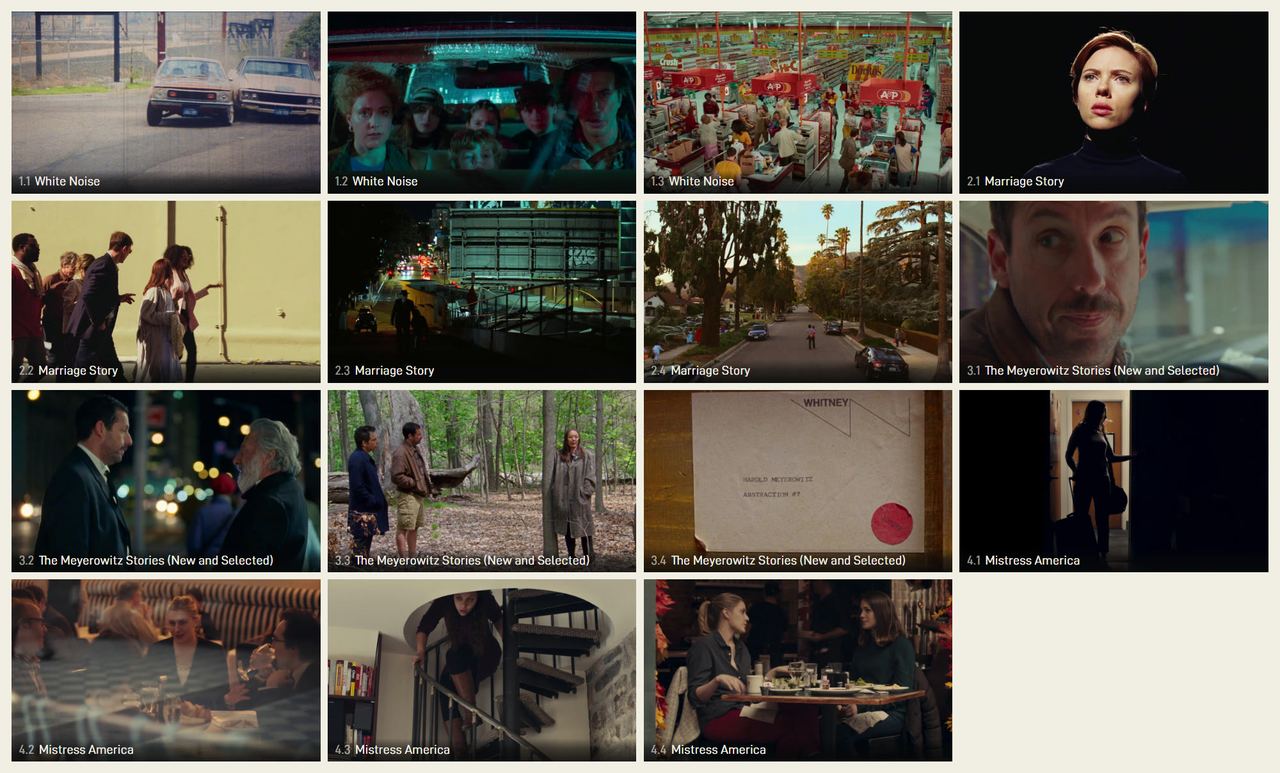 Crush
Doritos
A&P
A&P
A&P
1.1 White Noise
1.2 White Noise
1.3 White Noise
2.1 Marriage Story
2.2 Marriage Story
2.3 Marriage Story
2.4 Marriage Story
3.1 The Meyerowitz Stories (New and Selected)
WHITNEY
HAROLD MEYEROWITZ
ABSTRACTION #7
3.2 The Meyerowitz Stories (New and Selected)
3.3 The Meyerowitz Stories (New and Selected)
3.4 The Meyerowitz Stories (New and Selected)
4.1 Mistress America
4.2 Mistress America
4.3 Mistress America
4.4 Mistress America